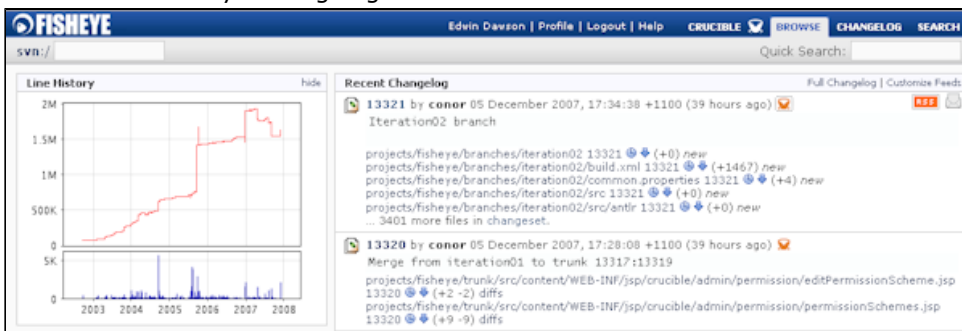 FISHEYE
Edwin Dawson | Profile | Logout | Help CRUCIBLE BROWSE CHANGELOG SEARCH
svn:/ Quick Search:
Line History hide
2M
1.5M
1M
500K
0
5K
0
2003 2004 2005 2006 2007 2008
Recent Changelog Full Changelog | Customize Feeds
13321 by conor 05 December 2007, 17:34:38 +1100 (39 hours ago) RSS
Iteration02 branch
projects/fisheye/branches/iteration02 13321 (+0) new
projects/fisheye/branches/iteration02/build.xml 13321 (+1467) new
projects/fisheye/branches/iteration02/common.properties 13321 (+4) new
projects/fisheye/branches/iteration02/src 13321 (+0) new
projects/fisheye/branches/iteration02/src/antlr 13321 (+0) new
... 3401 more files in changeset.
13320 by conor 05 December 2007, 17:28:08 +1100 (39 hours ago)
Merge from iteration01 to trunk 13317:13319
projects/fisheye/trunk/src/content/WEB-INF/jsp/crucible/admin/permission/editPermissionScheme.jsp
13320 (+2 -2) diffs
projects/fisheye/trunk/src/content/WEB-INF/jsp/crucible/admin/permission/permissionSchemes.jsp
13320 (+9 -9) diffs